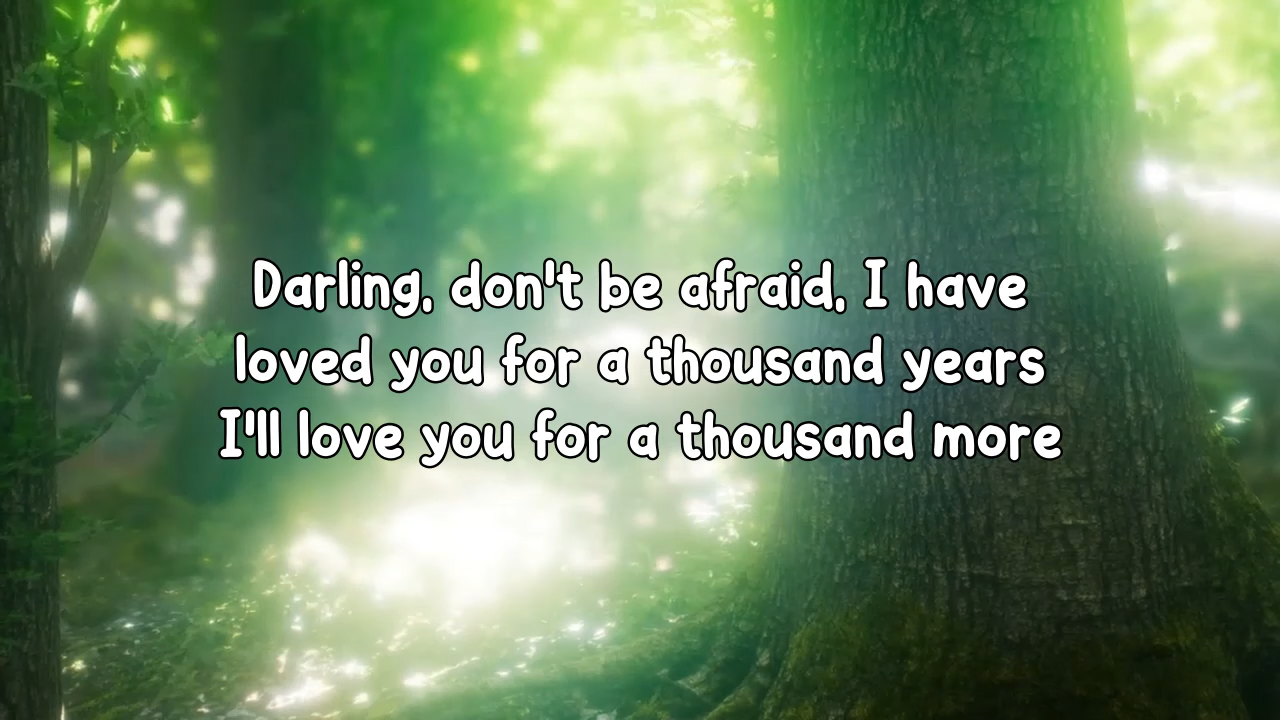 Darling, don't be afraid, I have
loved you for a thousand years
I'll love you for a thousand more